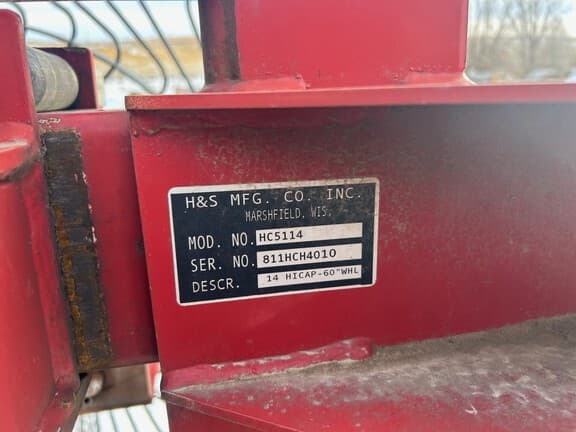 H&S MFG. CO. INC.
MARSHFIELD, WIS.
MOD. NO. HC5114
SER. NO. 811HCH4010
DESCR. 14 HICAP-60"WHL